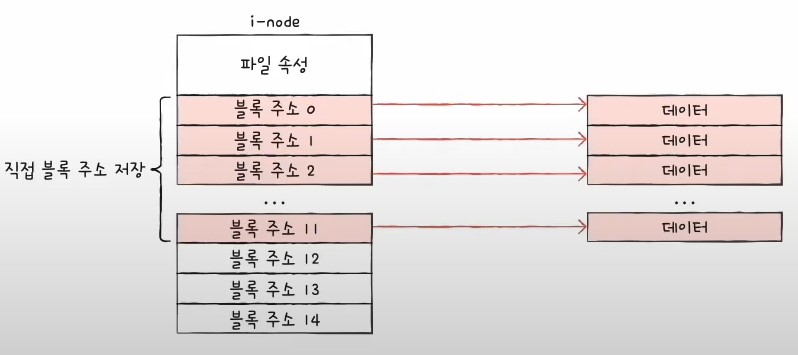 i-node
파일 속성
블록 주소 0
데이터
블록 주소 1
데이터
직접 블록 주소 저장
블록 주소 2
데이터
...
...
블록 주소 11
데이터
블록 주소 12
블록 주소 13
블록 주소 14